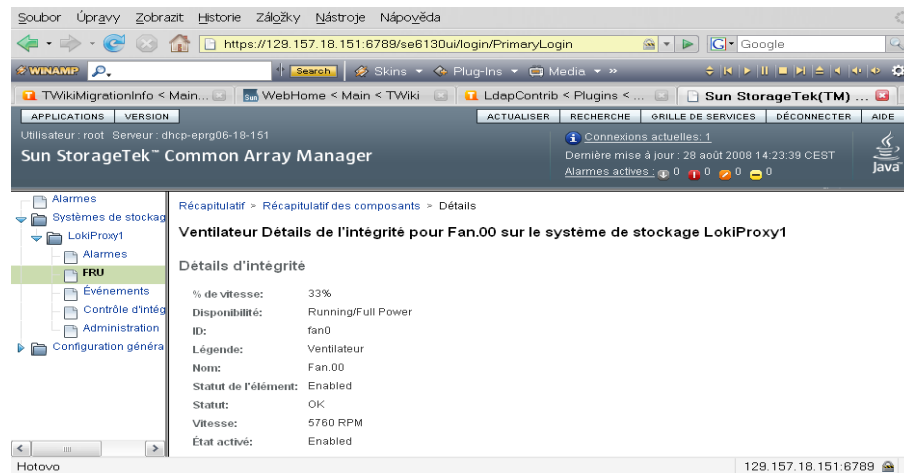 Soubor Úpravy Zobrazit Historie Záložky Nástroje Nápověda
https://129.157.18.151:6789/se6130ui/login/PrimaryLogin
G Google
WINAMP Search Skins Plug-Ins Media »
TWikiMigrationInfo < Main... WebHome < Main < TWiki LdapContrib < Plugins < ... Sun StorageTek(TM) ...
APPLICATIONS VERSION ACTUALISER RECHERCHE GRILLE DE SERVICES DÉCONNECTER AIDE
Utilisateur : root Serveur : dhcp-eprg06-18-151
Connexions actuelles: 1
Sun StorageTek™ Common Array Manager
Dernière mise à jour : 28 août 2008 14:23:39 CEST
Alarmes actives : 0 0 0 0
Java
Alarmes
Systèmes de stockag
LokiProxy1
Alarmes
FRU
Événements
Contrôle d'intég
Administration
Configuration généra
Récapitulatif > Récapitulatif des composants > Détails
Ventilateur Détails de l'intégrité pour Fan.00 sur le système de stockage LokiProxy1
Détails d'intégrité
% de vitesse: 33%
Disponibilité: Running/Full Power
ID: fan0
Légende: Ventilateur
Nom: Fan.00
Statut de l'élément: Enabled
Statut: OK
Vitesse: 5760 RPM
État activé: Enabled
Hotovo 129.157.18.151:6789